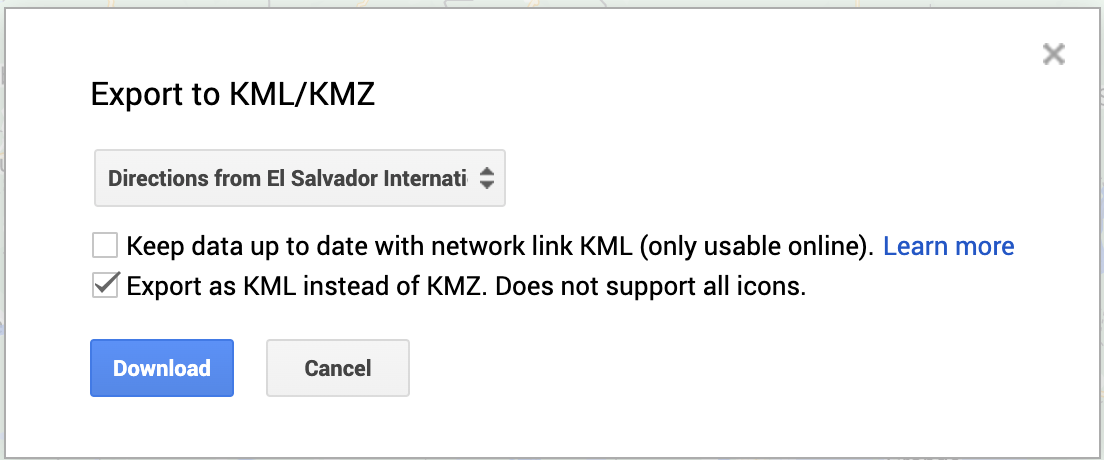 Export to KML/KMZ
Directions from El Salvador Internati
Keep data up to date with network link KML (only usable online). Learn more
Export as KML instead of KMZ. Does not support all icons.
Download Cancel